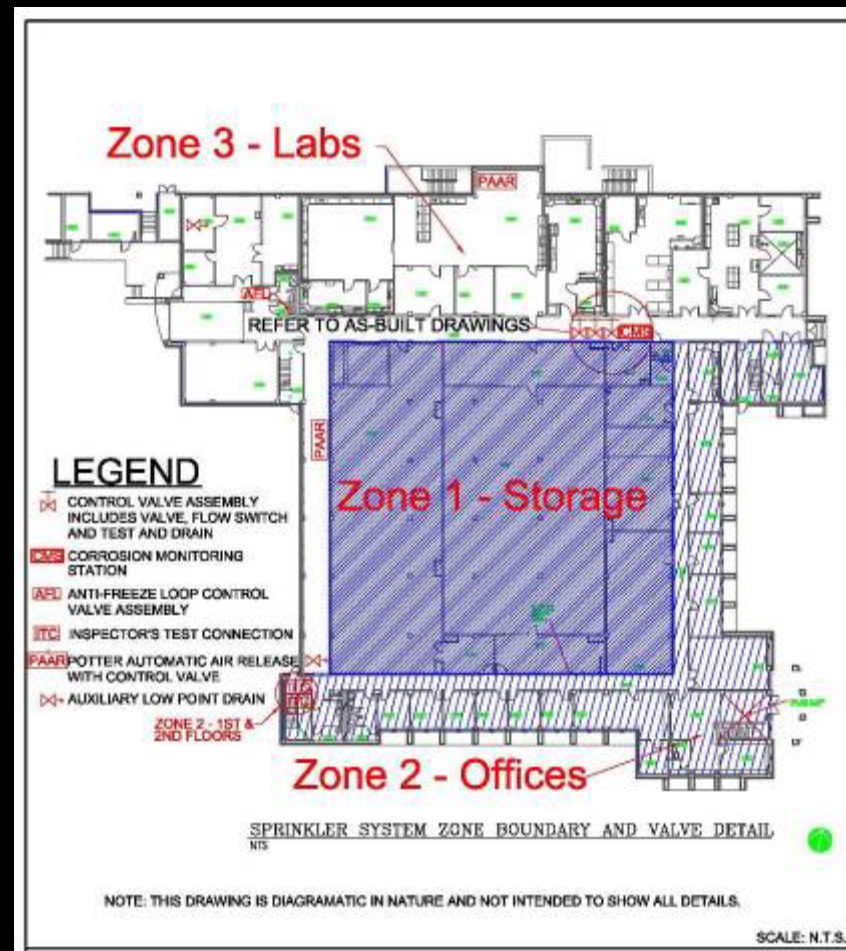 Zone 3 - Labs
PAAR
AFL
REFER TO AS-BUILT DRAWINGS
CMS
PAAR
Zone 1 - Storage
LEGEND
CONTROL VALVE ASSEMBLY
INCLUDES VALVE, FLOW SWITCH
AND TEST AND DRAIN
CMS CORROSION MONITORING
STATION
AFL ANTI-FREEZE LOOP CONTROL
VALVE ASSEMBLY
ITC INSPECTOR'S TEST CONNECTION
PAAR POTTER AUTOMATIC AIR RELEASE
WITH CONTROL VALVE
AUXILIARY LOW POINT DRAIN
ZONE 2 - 1ST &
2ND FLOORS
Zone 2 - Offices
SPRINKLER SYSTEM ZONE BOUNDARY AND VALVE DETAIL
NTS
NOTE: THIS DRAWING IS DIAGRAMATIC IN NATURE AND NOT INTENDED TO SHOW ALL DETAILS.
SCALE: N.T.S.